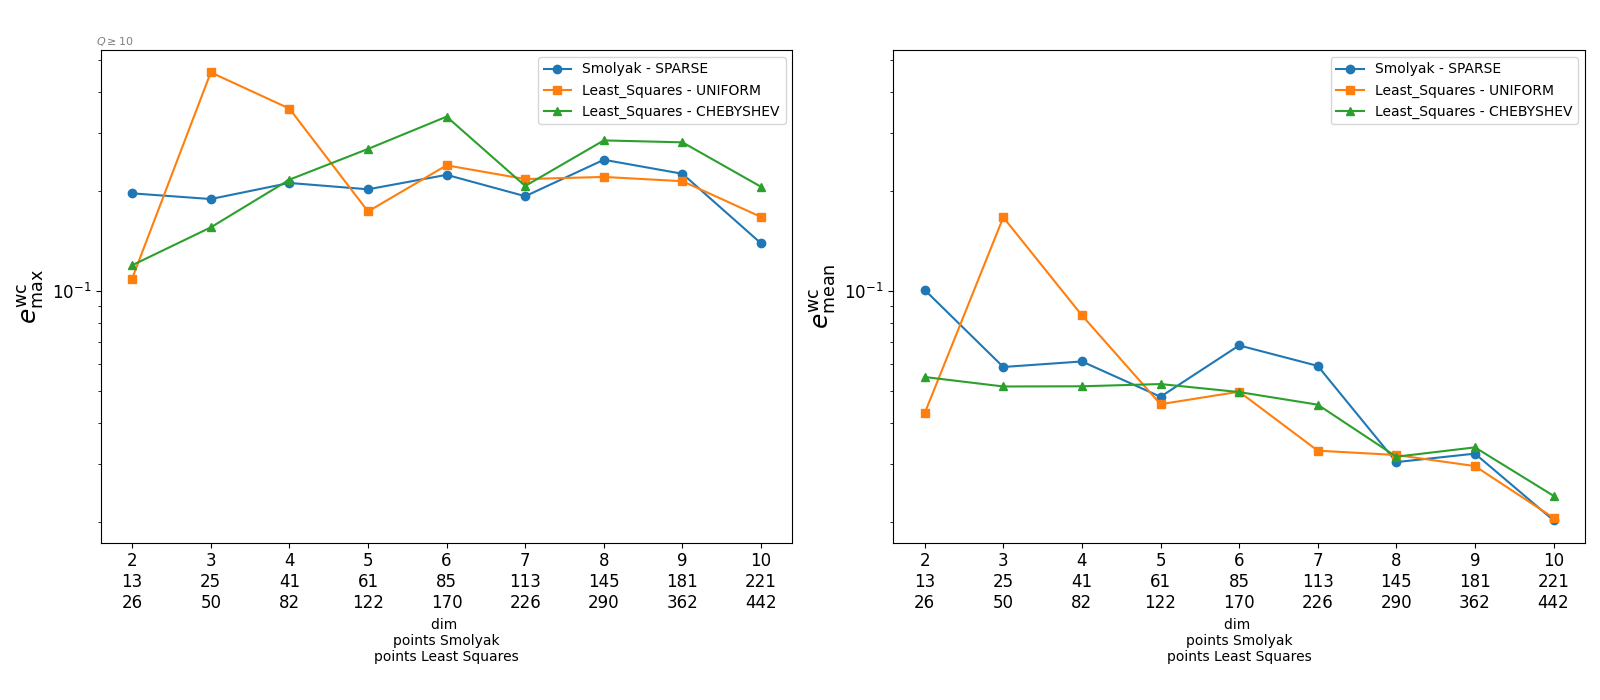 Q ≥ 10
Smolyak - SPARSE
Least_Squares - UNIFORM
Least_Squares - CHEBYSHEV
e^wc_max
10^−1
2 3 4 5 6 7 8 9 10
13 25 41 61 85 113 145 181 221
26 50 82 122 170 226 290 362 442
dim
points Smolyak
points Least Squares
Smolyak - SPARSE
Least_Squares - UNIFORM
Least_Squares - CHEBYSHEV
e^wc_mean
10^−1
2 3 4 5 6 7 8 9 10
13 25 41 61 85 113 145 181 221
26 50 82 122 170 226 290 362 442
dim
points Smolyak
points Least Squares